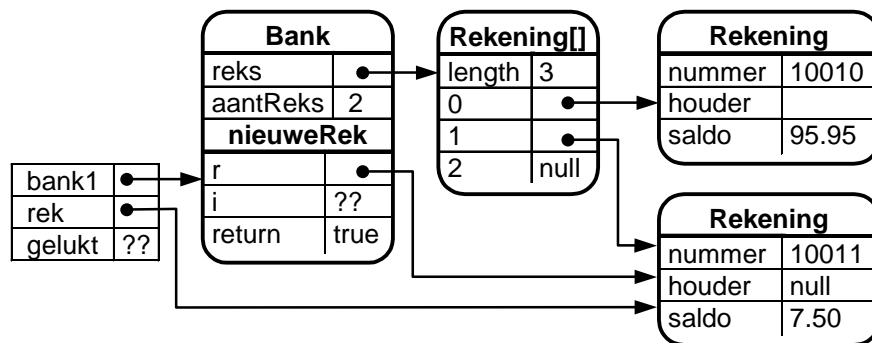 Bank
reks
aantReks 2
nieuweRek
r
i ??
return true
Rekening[]
length 3
0
1
2 null
Rekening
nummer 10010
houder
saldo 95.95
bank1
rek
gelukt ??
Rekening
nummer 10011
houder null
saldo 7.50